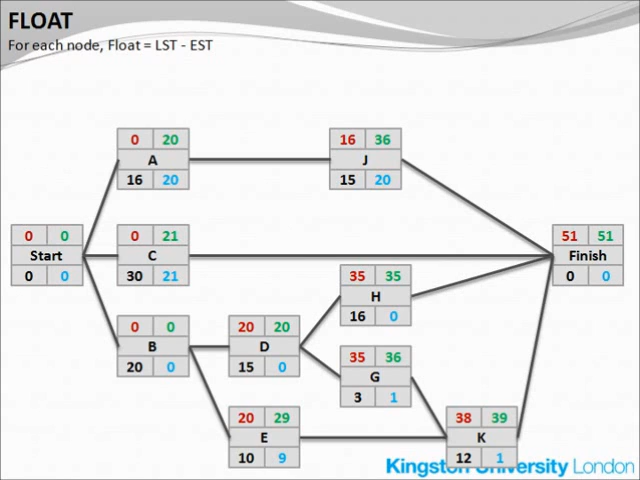 FLOAT
For each node, Float = LST - EST
0 20
A
16 20
16 36
J
15 20
0 0
Start
0 0
0 21
C
30 21
51 51
Finish
0 0
35 35
H
16 0
0 0
B
20 0
20 20
D
15 0
35 36
G
3 1
20 29
E
10 9
38 39
K
12 1
Kingston University London